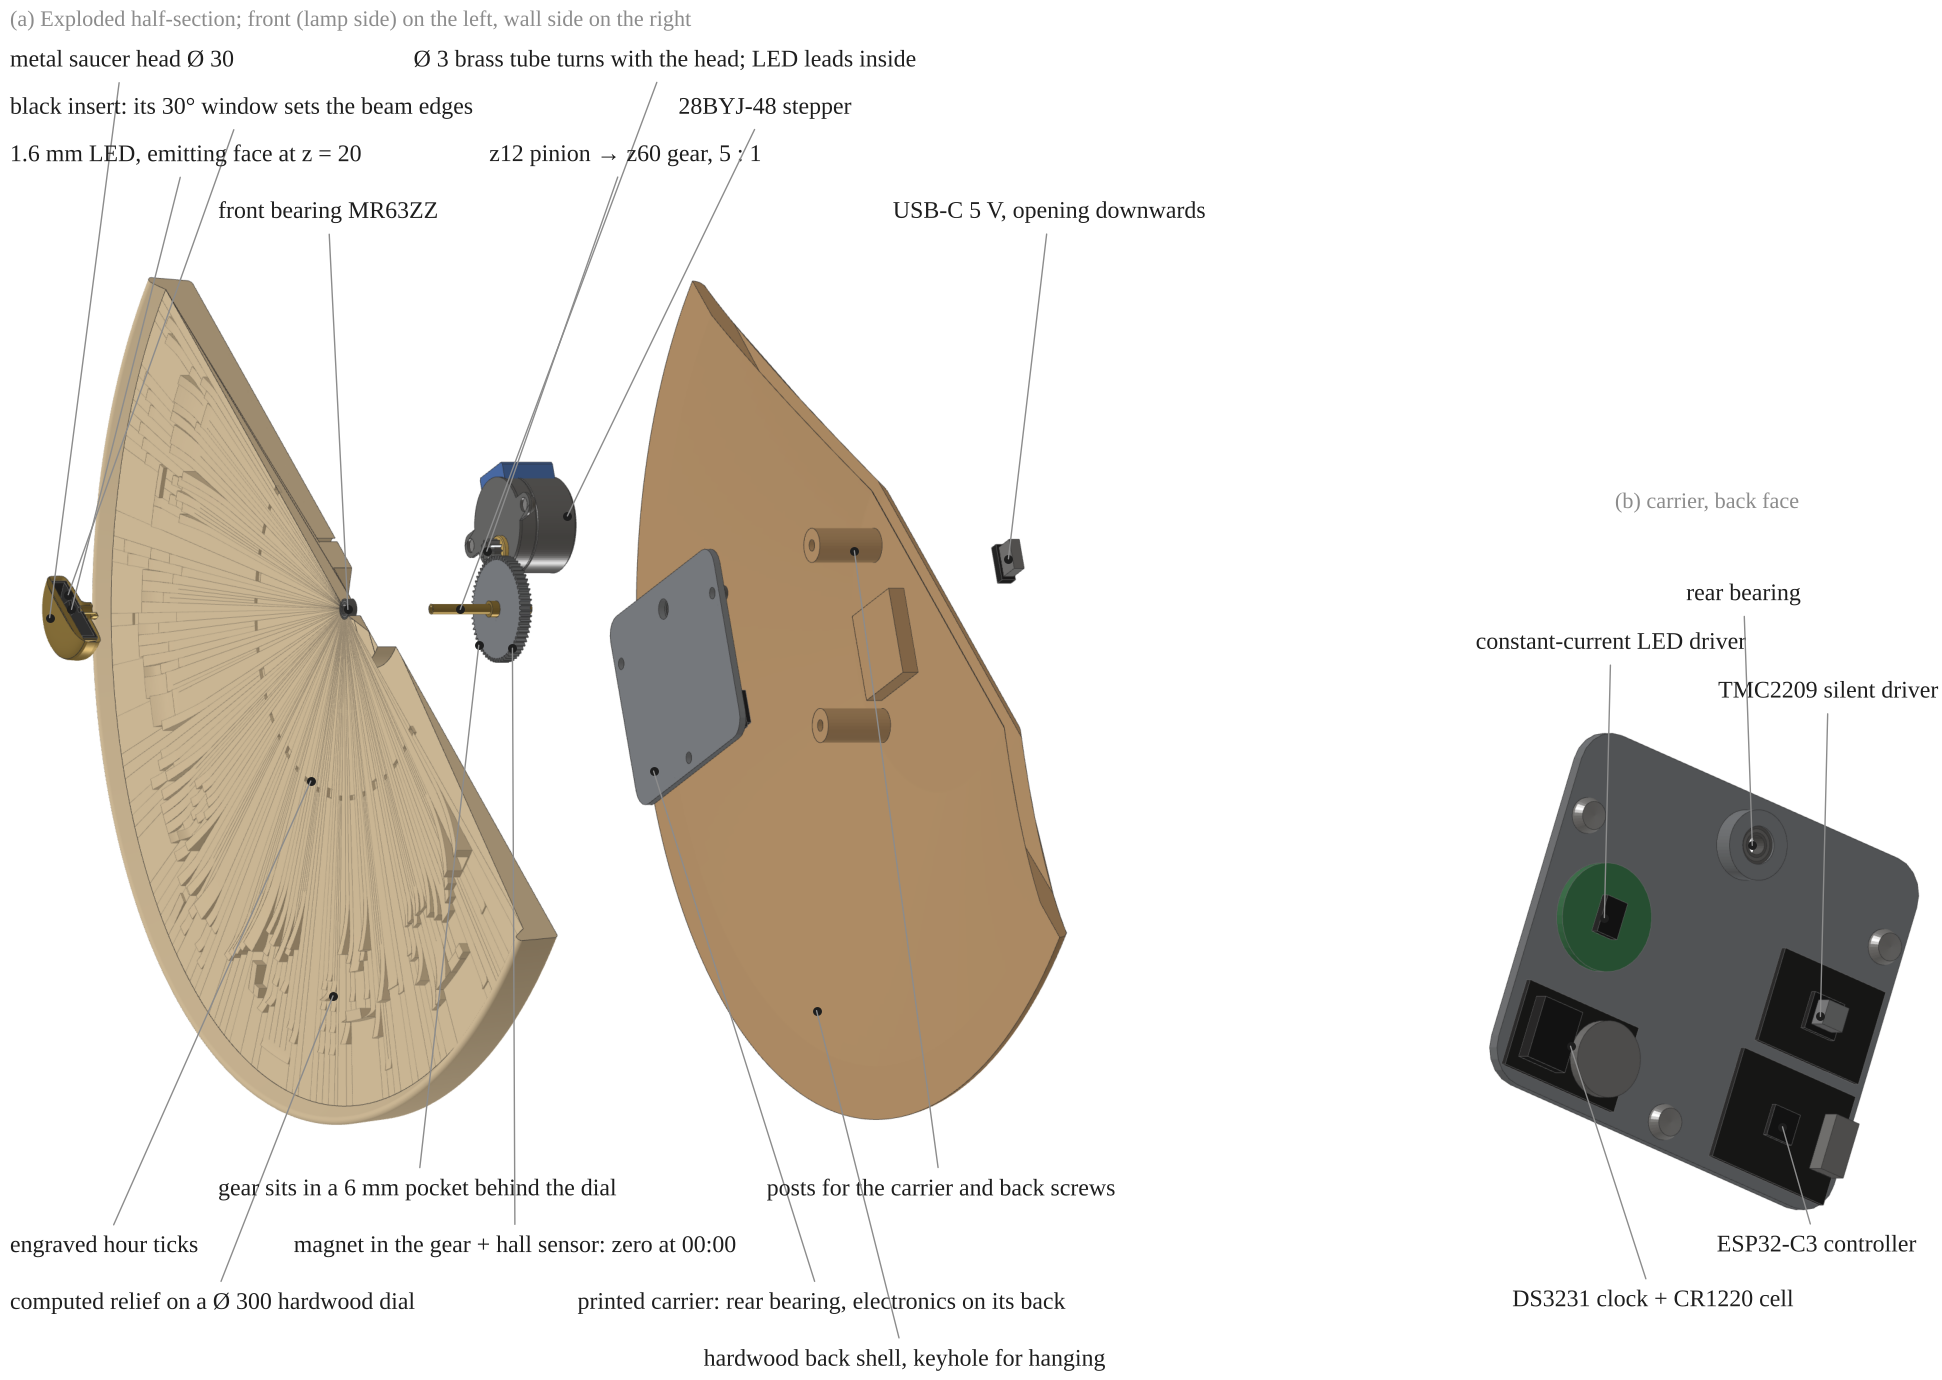 (a) Exploded half-section; front (lamp side) on the left, wall side on the right
metal saucer head Ø 30
Ø 3 brass tube turns with the head; LED leads inside
black insert: its 30° window sets the beam edges
28BYJ-48 stepper
1.6 mm LED, emitting face at z = 20
z12 pinion → z60 gear, 5 : 1
front bearing MR63ZZ
USB-C 5 V, opening downwards
(b) carrier, back face
rear bearing
constant-current LED driver
TMC2209 silent driver
gear sits in a 6 mm pocket behind the dial
posts for the carrier and back screws
engraved hour ticks
magnet in the gear + hall sensor: zero at 00:00
ESP32-C3 controller
computed relief on a Ø 300 hardwood dial
printed carrier: rear bearing, electronics on its back
DS3231 clock + CR1220 cell
hardwood back shell, keyhole for hanging